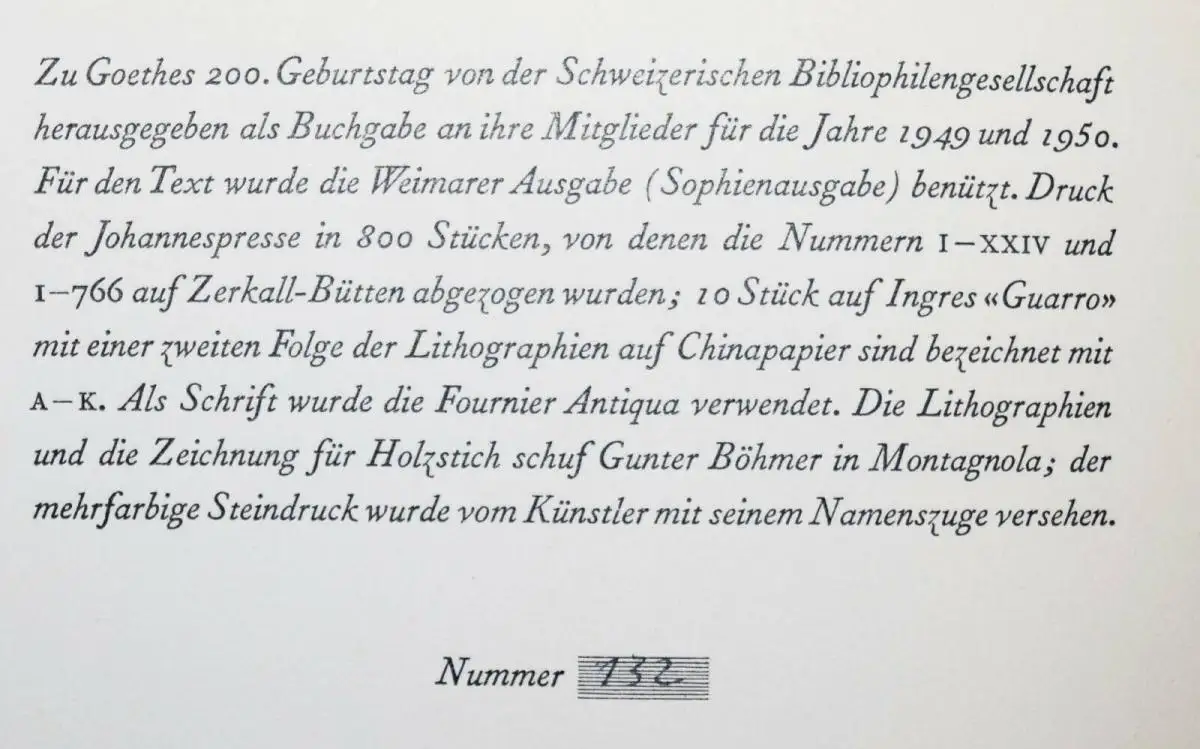 Zu Goethes 200. Geburtstag von der Schweizerischen Bibliophilengesellschaft
herausgegeben als Buchgabe an ihre Mitglieder für die Jahre 1949 und 1950.
Für den Text wurde die Weimarer Ausgabe (Sophienausgabe) benützt. Druck
der Johannespresse in 800 Stücken, von denen die Nummern I–XXIV und
1–766 auf Zerkall-Bütten abgezogen wurden; 10 Stück auf Ingres «Guarro»
mit einer zweiten Folge der Lithographien auf Chinapapier sind bezeichnet mit
A–K. Als Schrift wurde die Fournier Antiqua verwendet. Die Lithographien
und die Zeichnung für Holzstich schuf Gunter Böhmer in Montagnola; der
mehrfarbige Steindruck wurde vom Künstler mit seinem Namenszuge versehen.
Nummer 132.